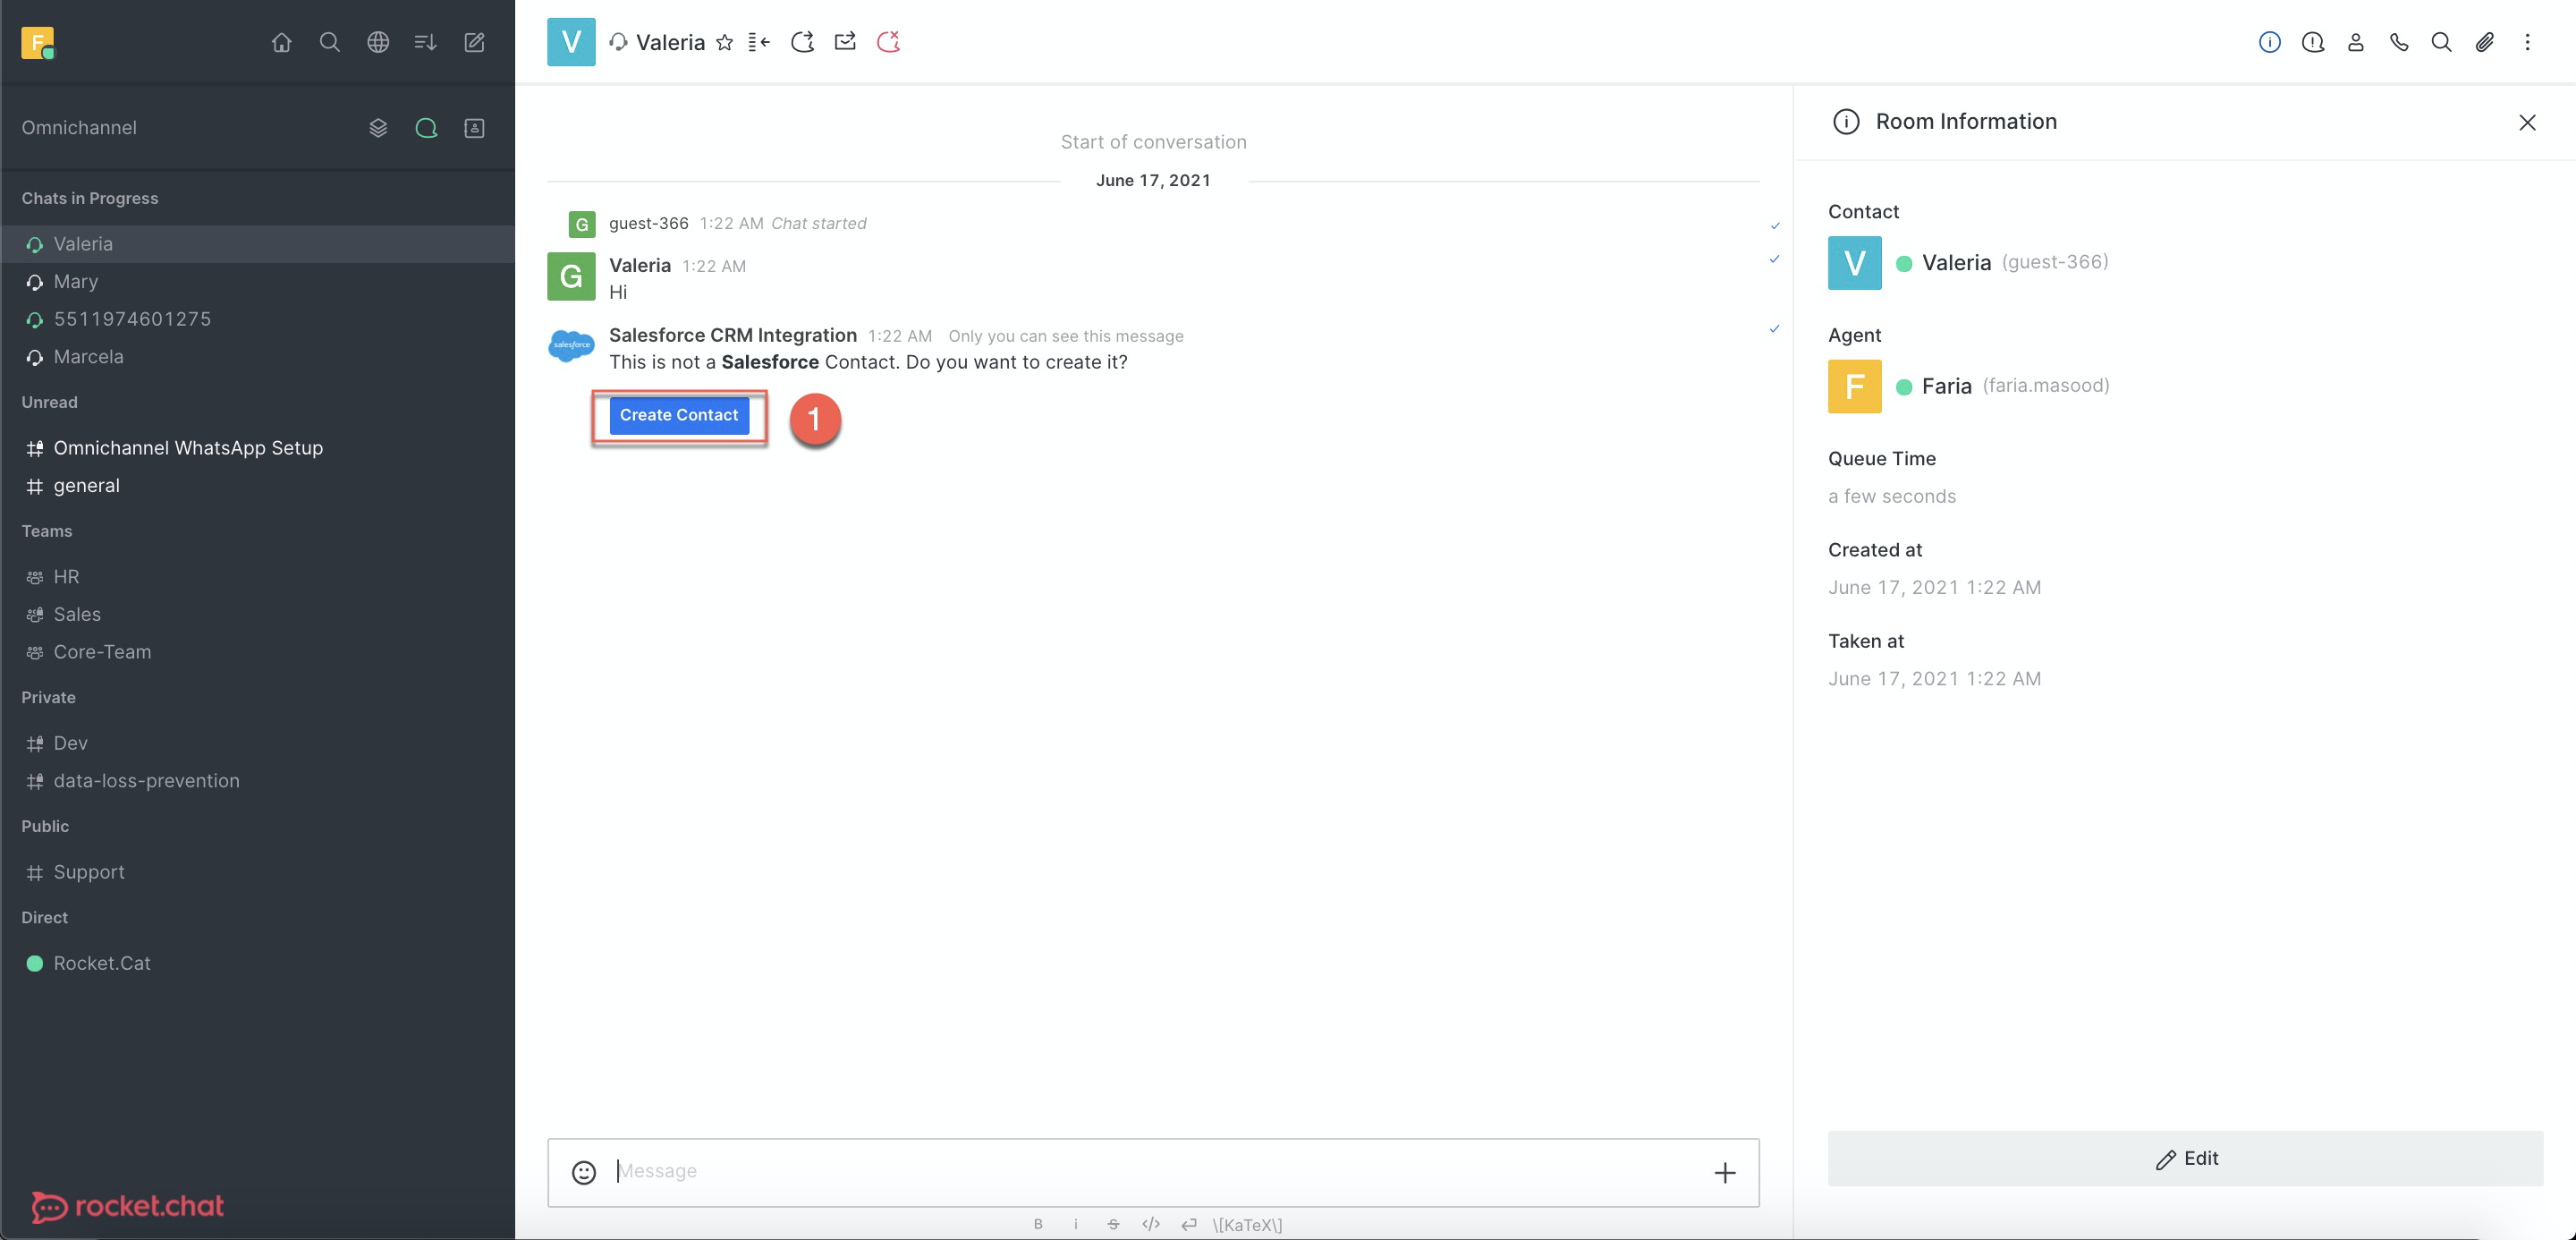 F
Omnichannel
Chats in Progress
Valeria
Mary
5511974601275
Marcela
Unread
Omnichannel WhatsApp Setup
general
Teams
HR
Sales
Core-Team
Private
Dev
data-loss-prevention
Public
Support
Direct
Rocket.Cat
rocket.chat
V Valeria
Start of conversation
June 17, 2021
G guest-366 1:22 AM Chat started
G Valeria 1:22 AM
Hi
salesforce Salesforce CRM Integration 1:22 AM Only you can see this message
This is not a Salesforce Contact. Do you want to create it?
Create Contact 1
Message
B i S </> \[KaTeX\]
Room Information
Contact
V Valeria (guest-366)
Agent
F Faria (faria.masood)
Queue Time
a few seconds
Created at
June 17, 2021 1:22 AM
Taken at
June 17, 2021 1:22 AM
Edit